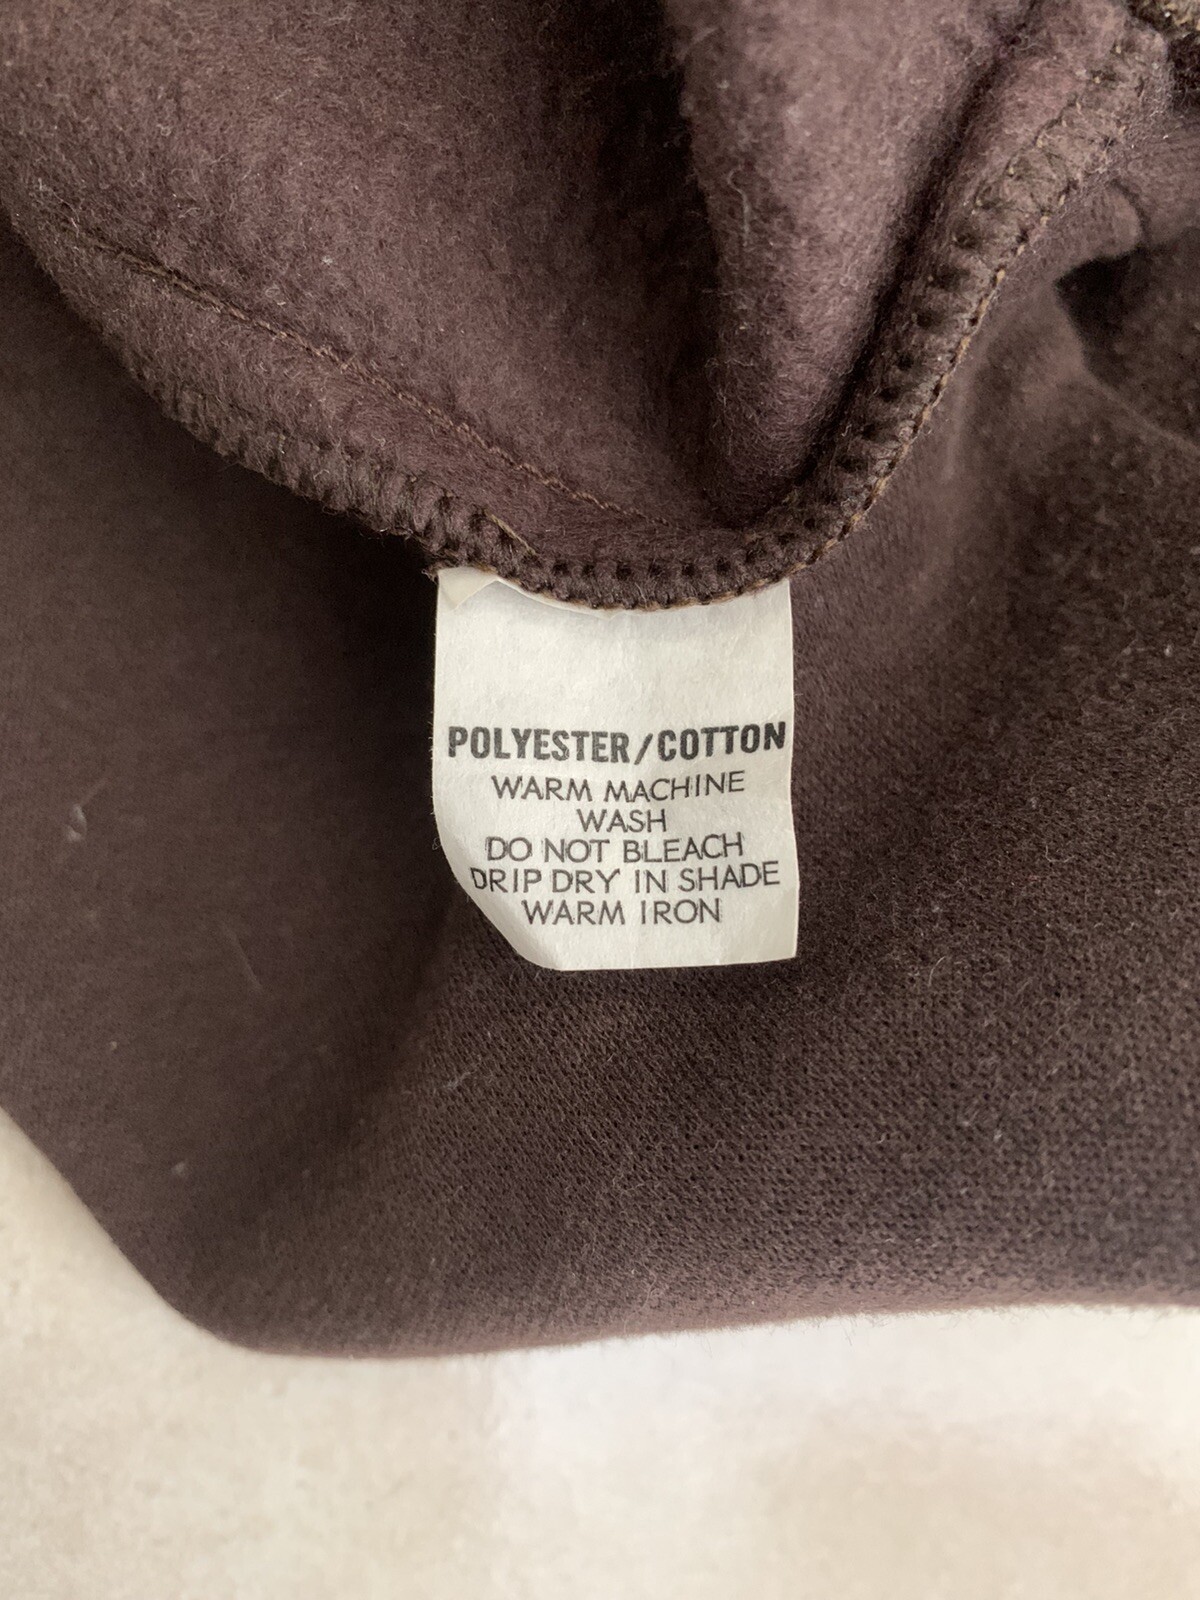 POLYESTER/COTTON
WARM MACHINE
WASH
DO NOT BLEACH
DRIP DRY IN SHADE
WARM IRON